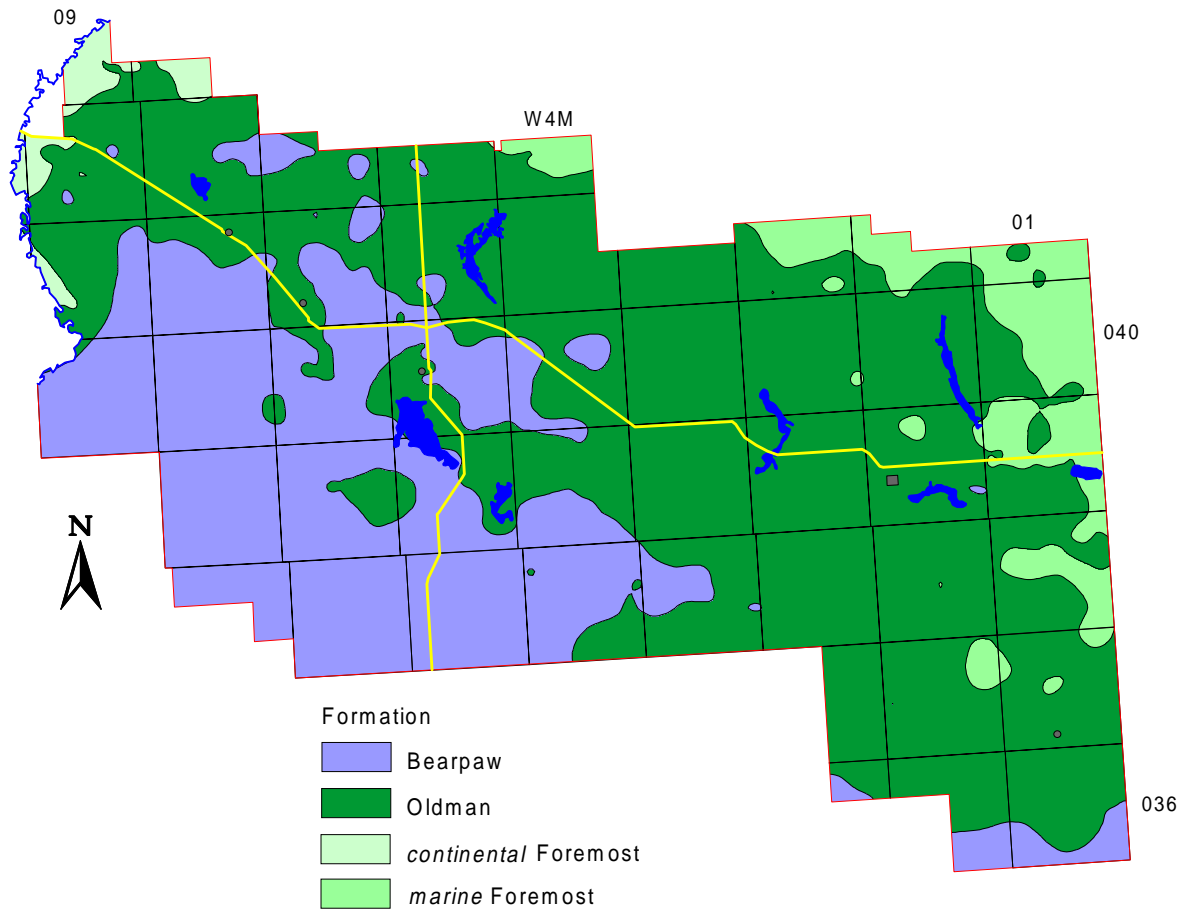 09
W4M
01
040
N
Formation
Bearpaw
Oldman
036
continental Foremost
marine Foremost